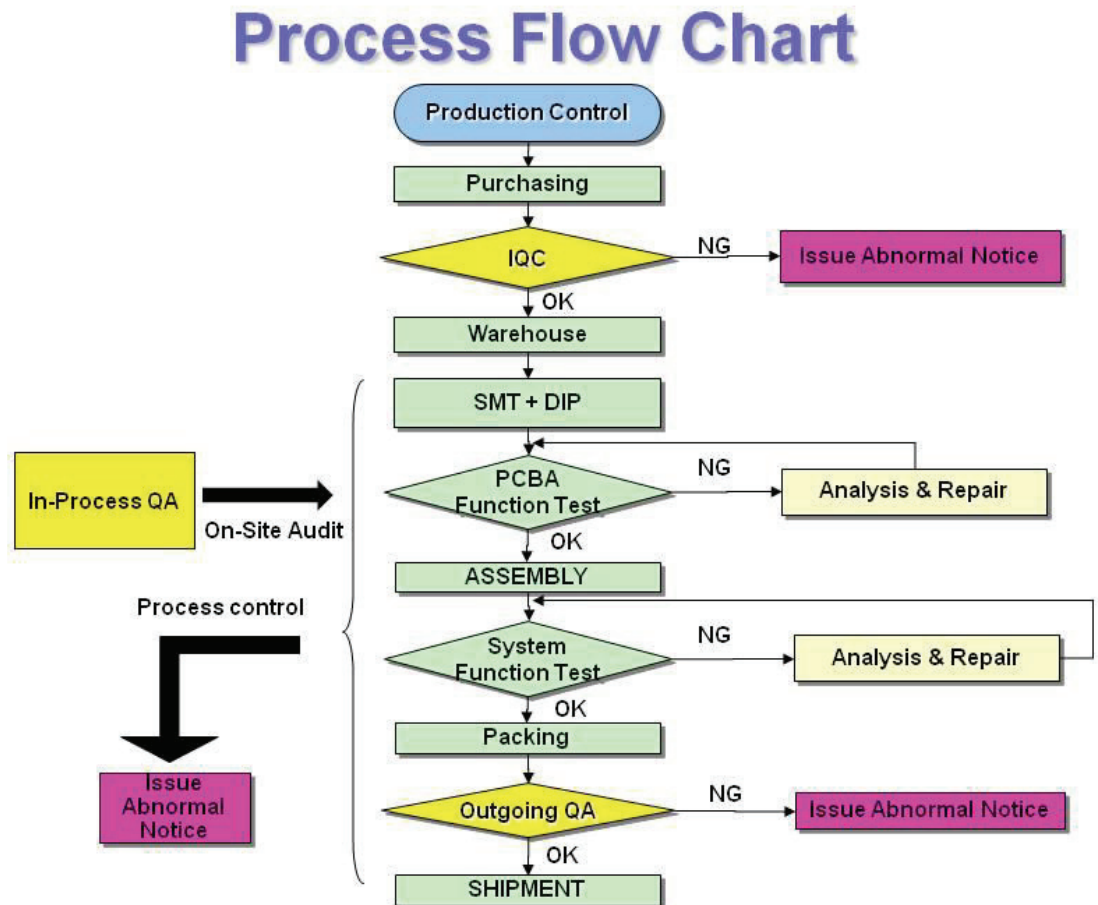 Process Flow Chart
Production Control
Purchasing
IQC
NG
Issue Abnormal Notice
OK
Warehouse
SMT + DIP
PCBA
Function Test
NG
Analysis & Repair
In-Process QA
On-Site Audit
OK
ASSEMBLY
Process control
System
Function Test
NG
Analysis & Repair
OK
Packing
Issue
Abnormal
Notice
Outgoing QA
NG
Issue Abnormal Notice
OK
SHIPMENT